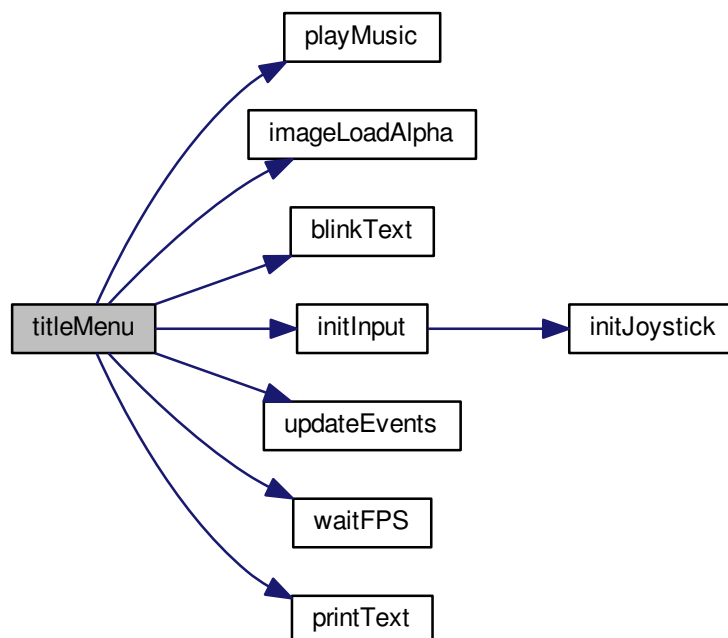 playMusic
imageLoadAlpha
blinkText
titleMenu
initInput
initJoystick
updateEvents
waitFPS
printText